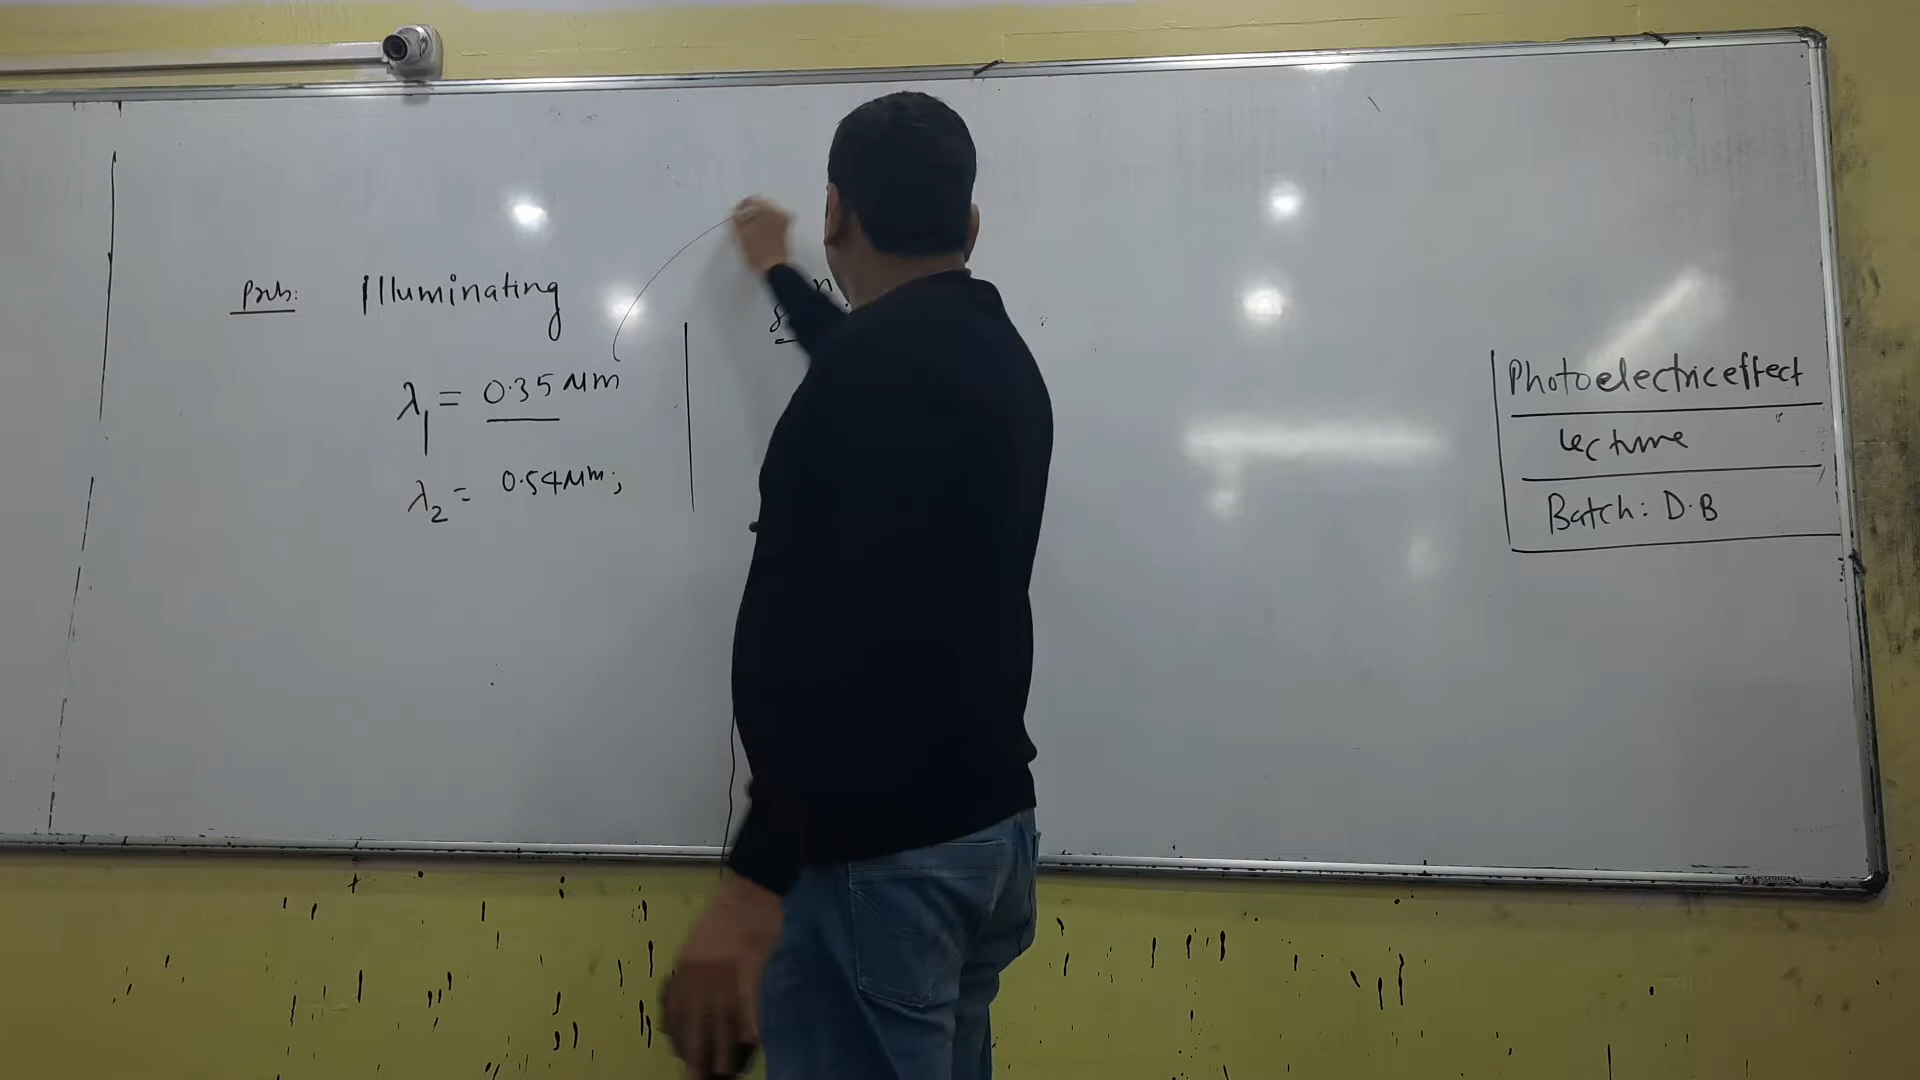 Prob: Illuminating
λ₁ = 0.35 μm
λ₂ = 0.54 μm;
Photoelectric effect
Lecture
Batch: D.B